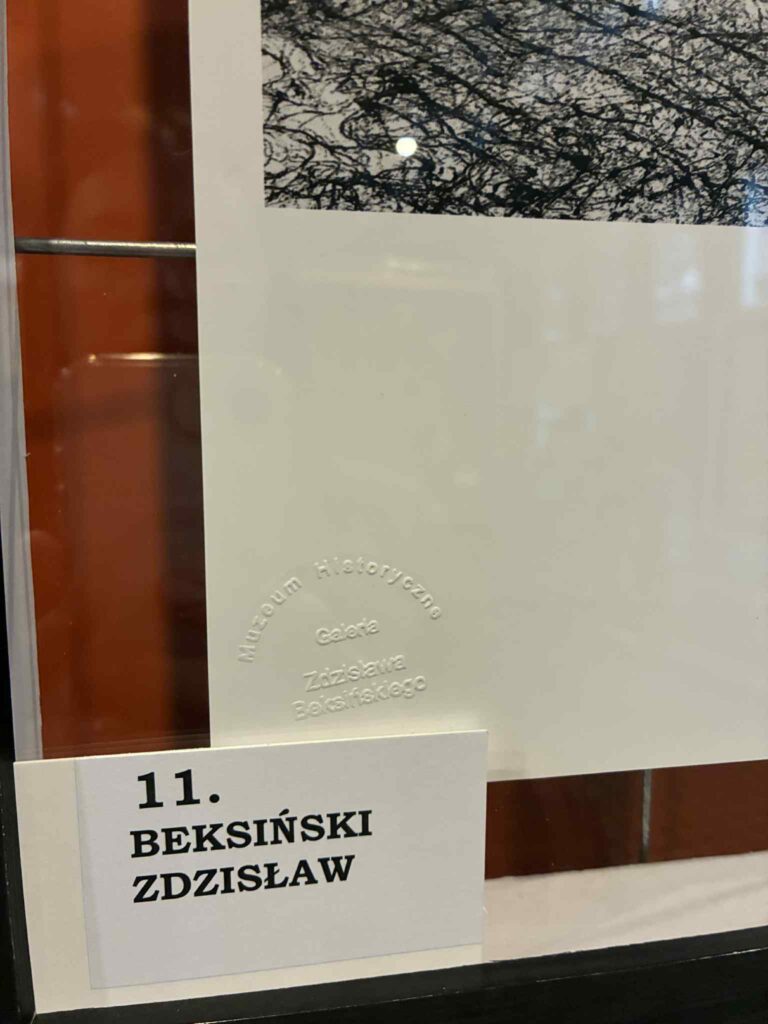 Muzeum Historyczne
Galeria
Zdzisława
Beksińskiego
11.
BEKSIŃSKI
ZDZISŁAW